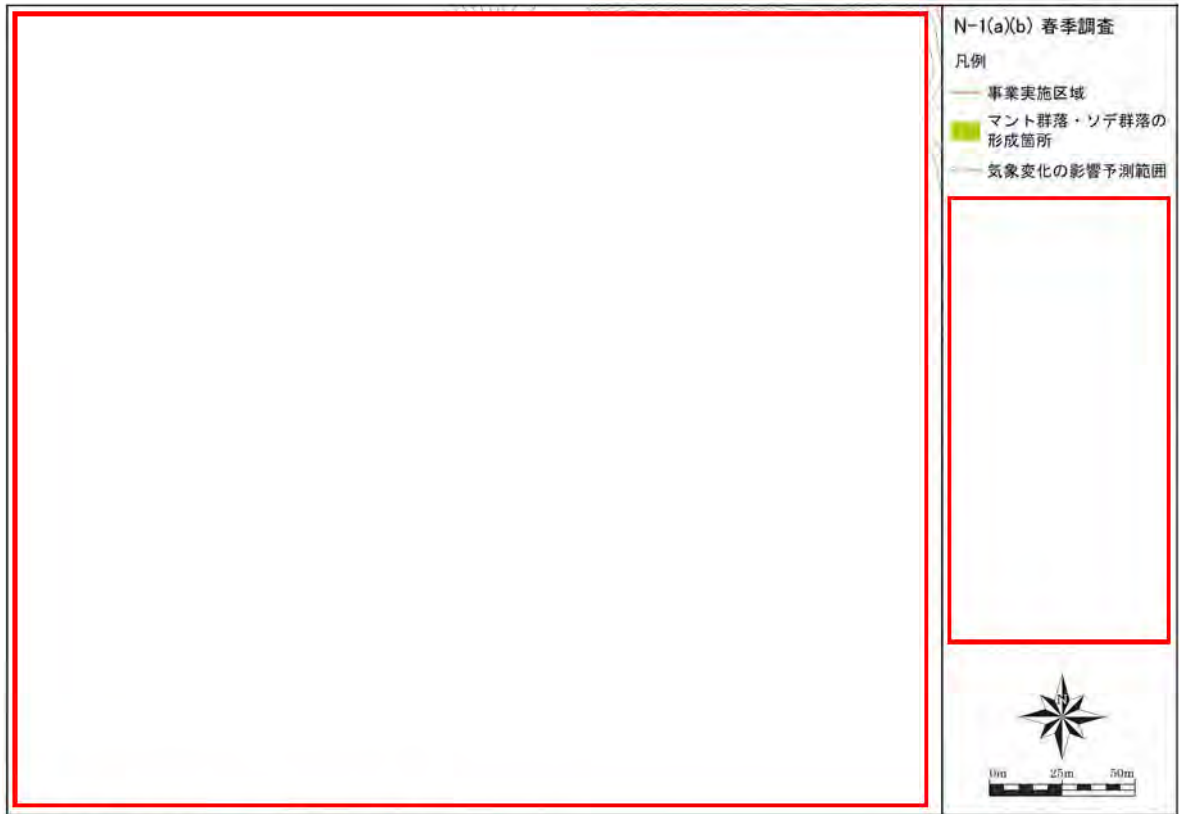 N-1(a)(b) 春季調査
凡例
事業実施区域
マント群落・ソデ群落の
形成箇所
気象変化の影響予測範囲
N
0m 25m 50m